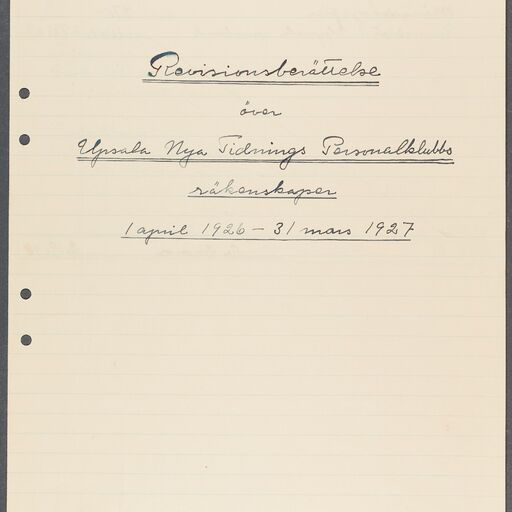 Revisionsberättelse
över
Upsala Nya Tidnings Personalklubbs
räkenskaper
1 april 1926 – 31 mars 1927